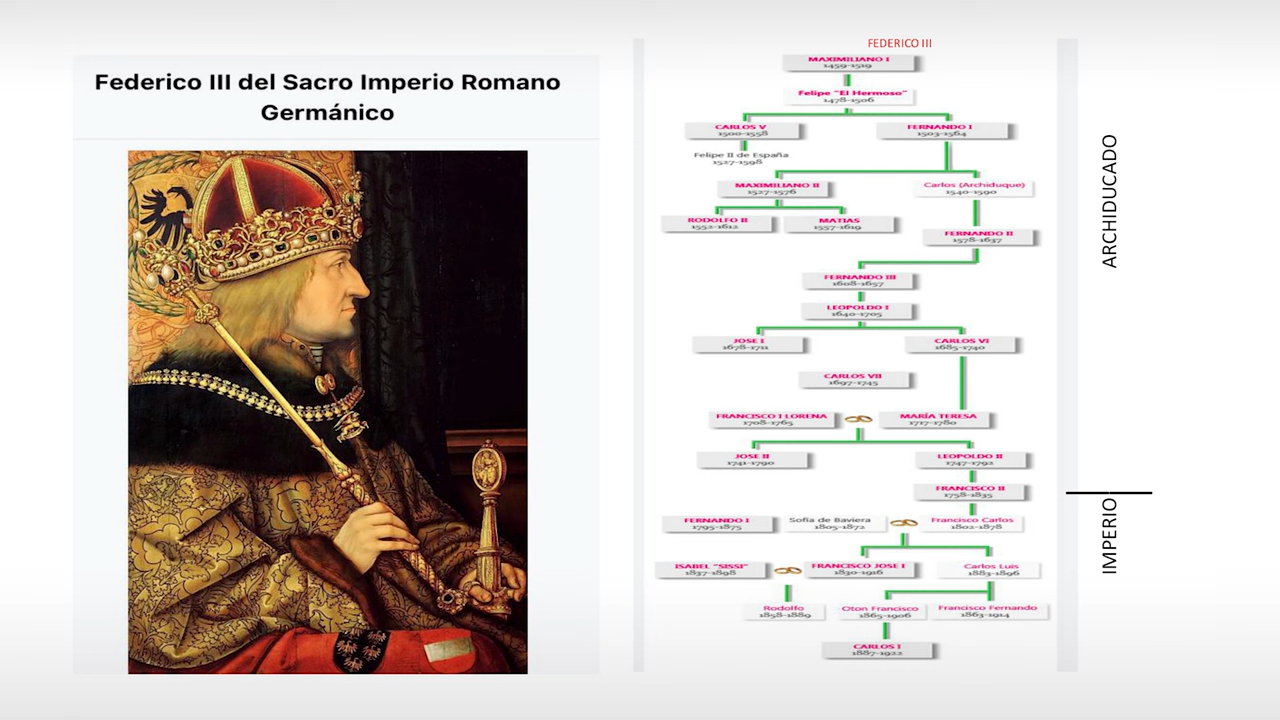 Federico III del Sacro Imperio Romano
Germánico
FEDERICO III
MAXIMILIANO I
1459-1519
Felipe "El Hermoso"
1478-1506
CARLOS V
1500-1558
FERNANDO I
1503-1564
Felipe II de España
1527-1598
MAXIMILIANO II
1527-1576
Carlos (Archiduque)
1540-1590
RODOLFO II
1552-1612
MATIAS
1557-1619
FERNANDO II
1578-1637
FERNANDO III
1608-1657
LEOPOLDO I
1640-1705
JOSE I
1678-1711
CARLOS VI
1685-1740
CARLOS VII
1697-1745
FRANCISCO I LORENA
1708-1765
MARÍA TERESA
1717-1780
JOSE II
1741-1790
LEOPOLDO II
1747-1792
FRANCISCO II
1758-1835
FERNANDO I
1795-1875
Sofía de Baviera
1805-1872
Francisco Carlos
1802-1878
ISABEL "SISSI"
1837-1898
FRANCISCO JOSE I
1830-1916
Carlos Luis
1883-1896
Rodolfo
1858-1889
Oton Francisco
1865-1906
Francisco Fernando
1863-1914
CARLOS I
1887-1922
ARCHIDUCADO
IMPERIO